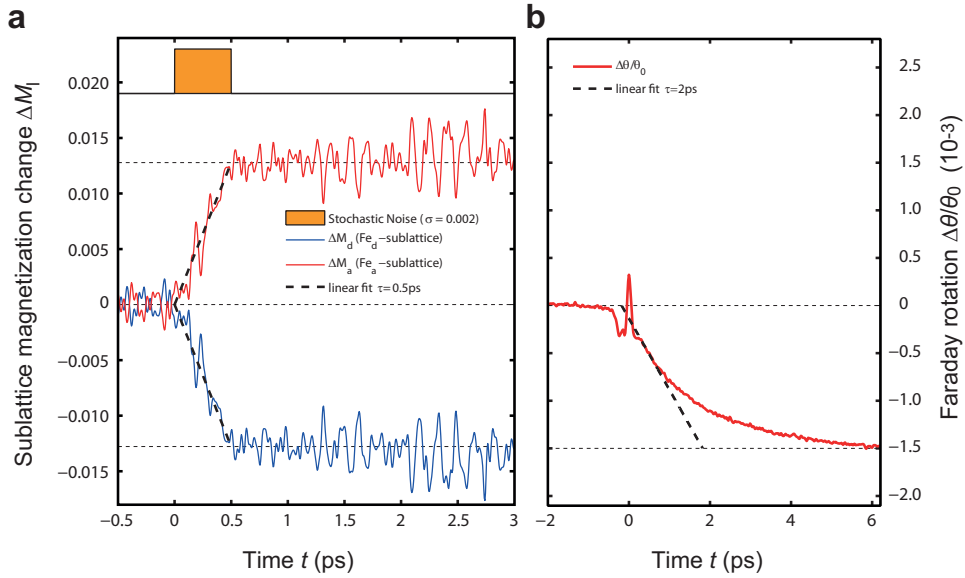 a
b
Sublattice magnetization change ΔM|
0.020
0.015
0.010
0.005
0
−0.005
−0.010
−0.015
Stochastic Noise (σ = 0.002)
ΔM_d (Fe_d−sublattice)
ΔM_a (Fe_a−sublattice)
linear fit τ=0.5ps
−0.5
0
0.5
1
1.5
2
2.5
3
Time t (ps)
Δθ/θ₀
linear fit τ=2ps
2.5
2.0
1.5
1.0
0.5
0
−0.5
−1.0
−1.5
−2.0
Faraday rotation Δθ/θ₀ (10-3)
−2
0
2
4
6
Time t (ps)